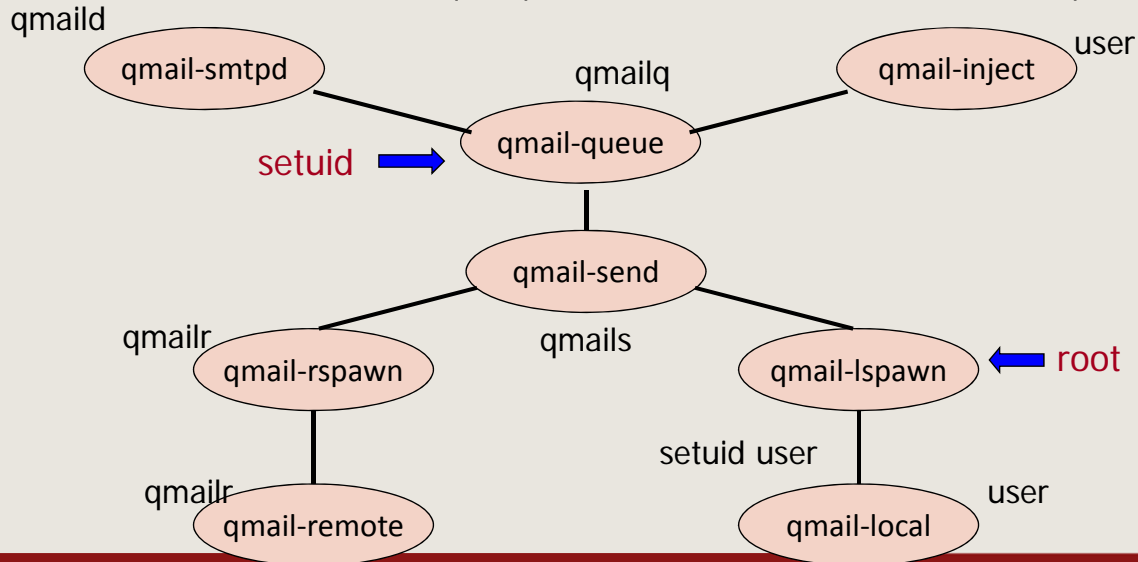 qmaild
qmail-smtpd
qmailq
qmail-inject
user
qmail-queue
setuid
qmail-send
qmailr
qmails
qmail-rspawn
qmail-lspawn
root
setuid user
qmailr
user
qmail-remote
qmail-local